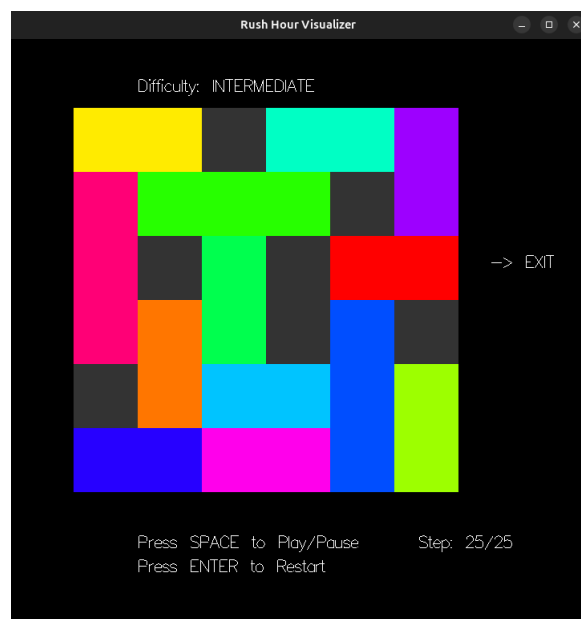 Rush Hour Visualizer
Difficulty: INTERMEDIATE
-> EXIT
Press SPACE to Play/Pause Step: 25/25
Press ENTER to Restart